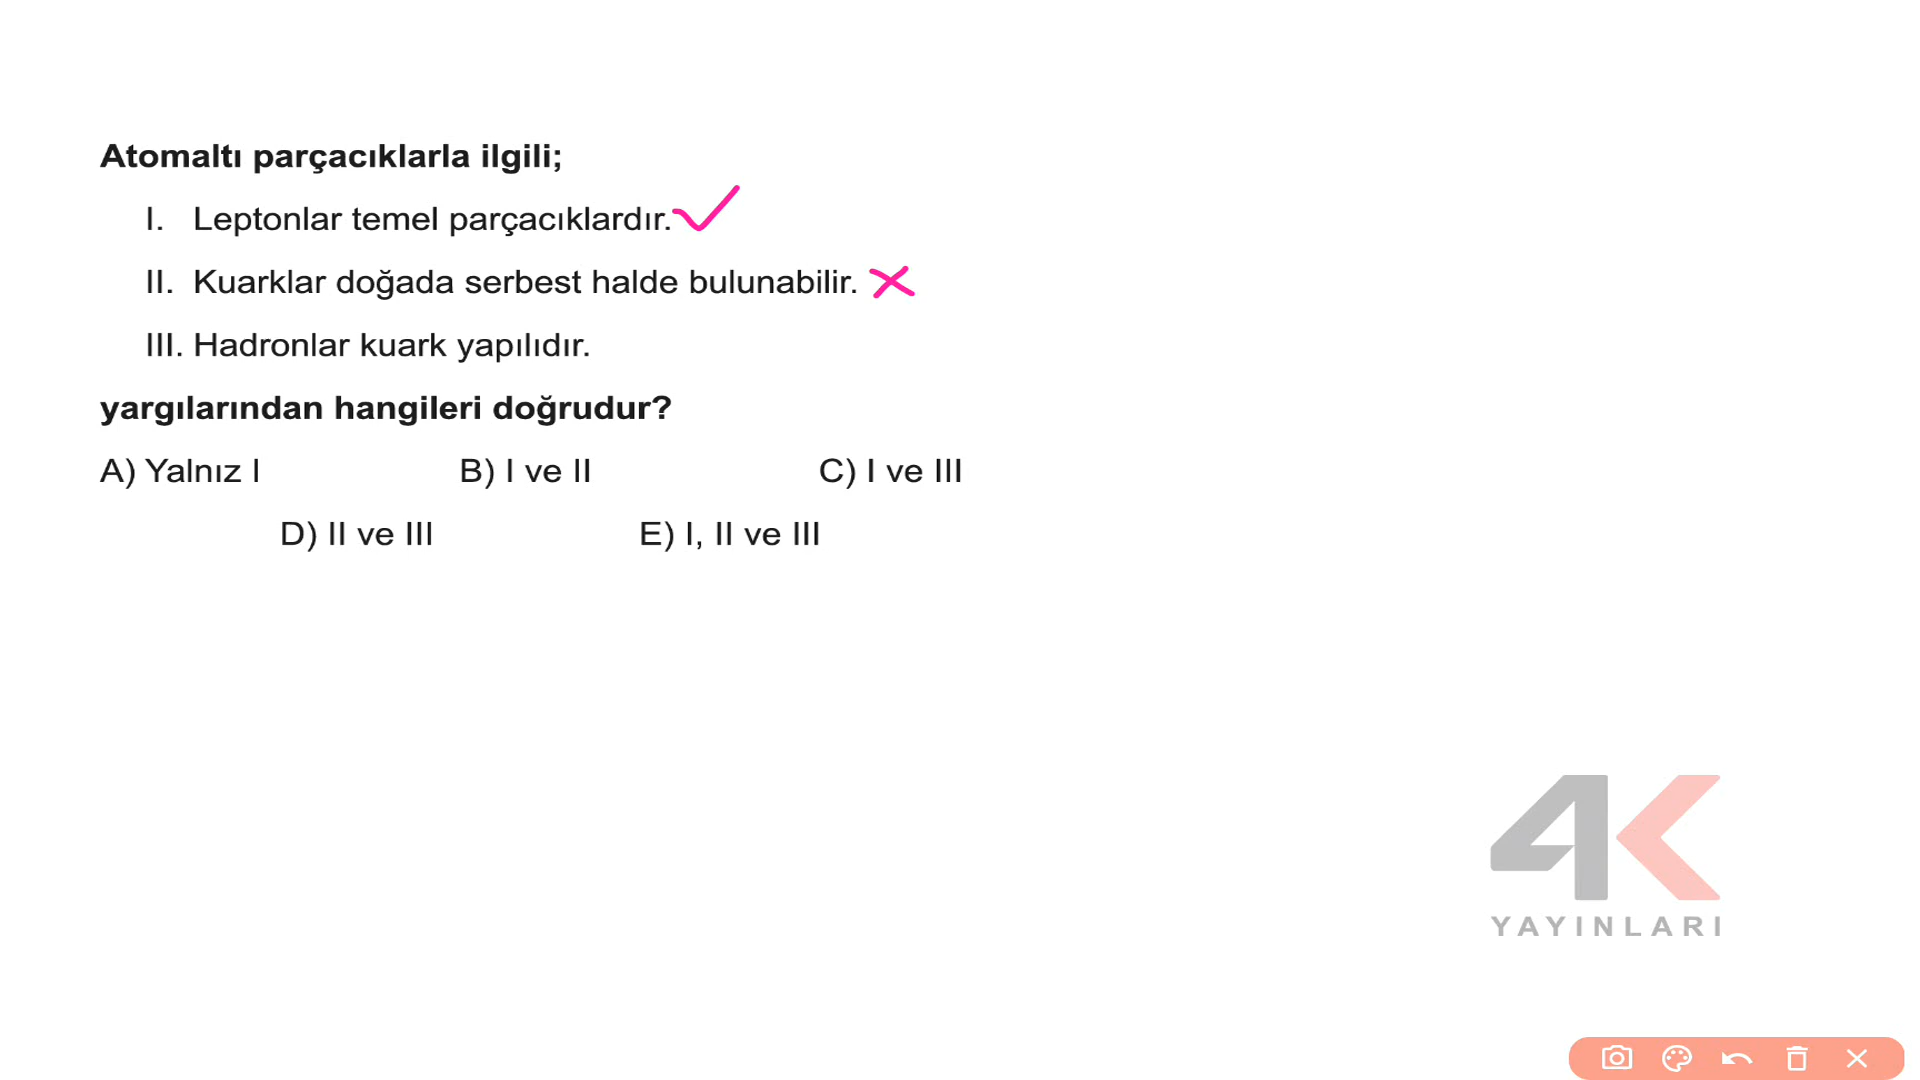 Atomaltı parçacıklarla ilgili;
I. Leptonlar temel parçacıklardır.
II. Kuarklar doğada serbest halde bulunabilir.
III. Hadronlar kuark yapılıdır.
yargılarından hangileri doğrudur?
A) Yalnız I B) I ve II C) I ve III
D) II ve III E) I, II ve III
4K
YAYINLARI